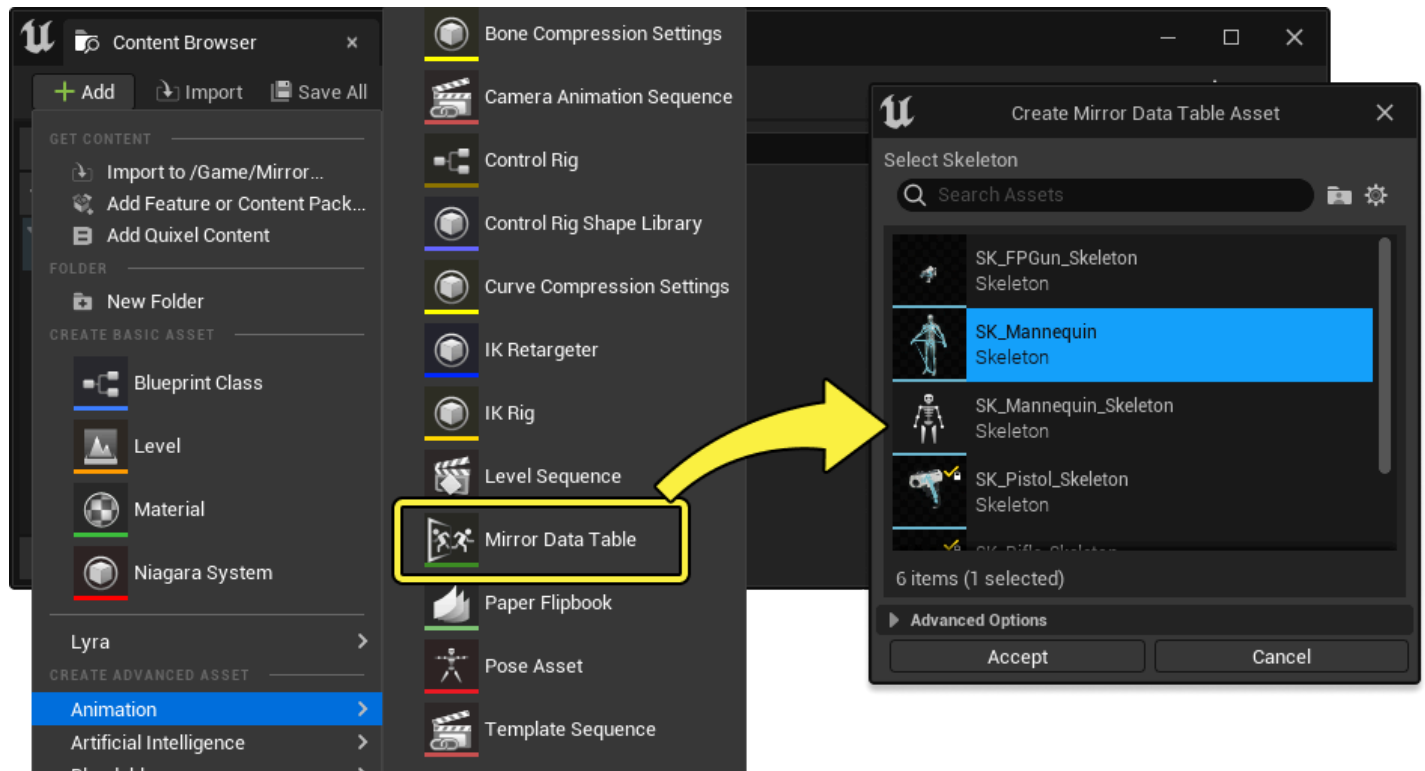 Content Browser
Add
Import
Save All
GET CONTENT
Import to /Game/Mirror...
Add Feature or Content Pack...
Add Quixel Content
FOLDER
New Folder
CREATE BASIC ASSET
Blueprint Class
Level
Material
Niagara System
Lyra
CREATE ADVANCED ASSET
Animation
Artificial Intelligence
Bone Compression Settings
Camera Animation Sequence
Control Rig
Control Rig Shape Library
Curve Compression Settings
IK Retargeter
IK Rig
Level Sequence
Mirror Data Table
Paper Flipbook
Pose Asset
Template Sequence
Create Mirror Data Table Asset
Select Skeleton
Search Assets
SK_FPGun_Skeleton
Skeleton
SK_Mannequin
Skeleton
SK_Mannequin_Skeleton
Skeleton
SK_Pistol_Skeleton
Skeleton
SK_Rifle_Skeleton
6 items (1 selected)
Advanced Options
Accept
Cancel